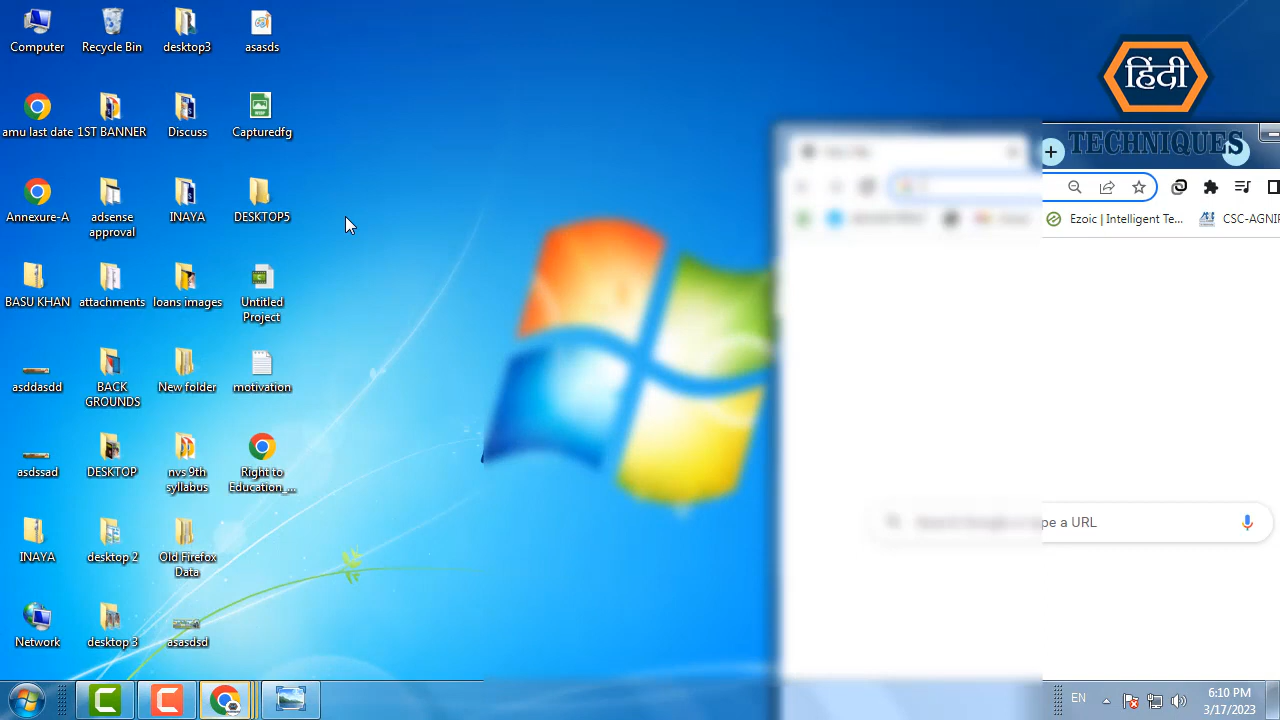 Computer
Recycle Bin
desktop3
asasds
amu last date
1ST BANNER
Discuss
Capturedfg
Annexure-A
adsense
approval
INAYA
DESKTOP5
BASU KHAN
attachments
loans images
Untitled
Project
asddasdd
BACK
GROUNDS
New folder
motivation
asdssad
DESKTOP
nvs 9th
syllabus
Right to
Education_...
INAYA
desktop 2
Old Firefox
Data
Network
desktop 3
asasdsd
हिंदी
TECHNIQUES
Ezoic | Intelligent Te...
CSC-AGNI
pe a URL
EN
6:10 PM
3/17/2023